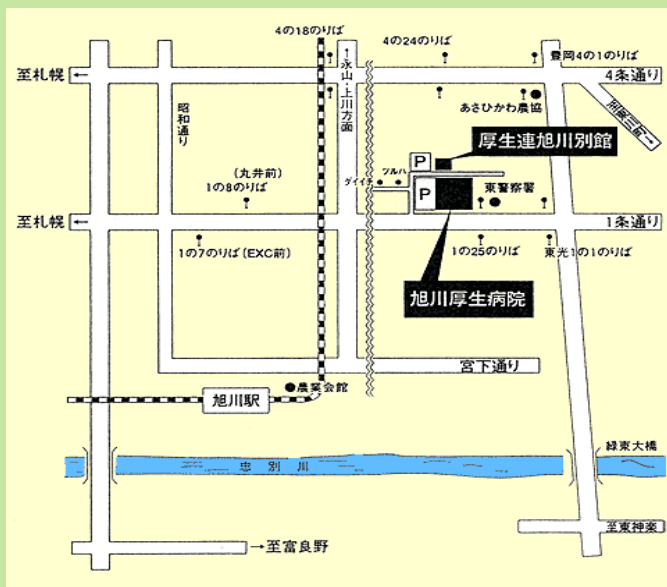 4の18のりば
4の24のりば
豊岡4の1のりば
至札幌←
4条通り
昭和通り
↑永山・上川方面
あさひかわ農協
厚生連旭川別館
P
(丸井前)
1の8のりば
ダイイチ
ツルハ
P
東警察署
至札幌←
1条通り
1の7のりば(EXC前)
1の25のりば
東光1の1のりば
旭川厚生病院
宮下通り
農業会館
旭川駅
緑東大橋
忠別川
至東神楽
→至富良野